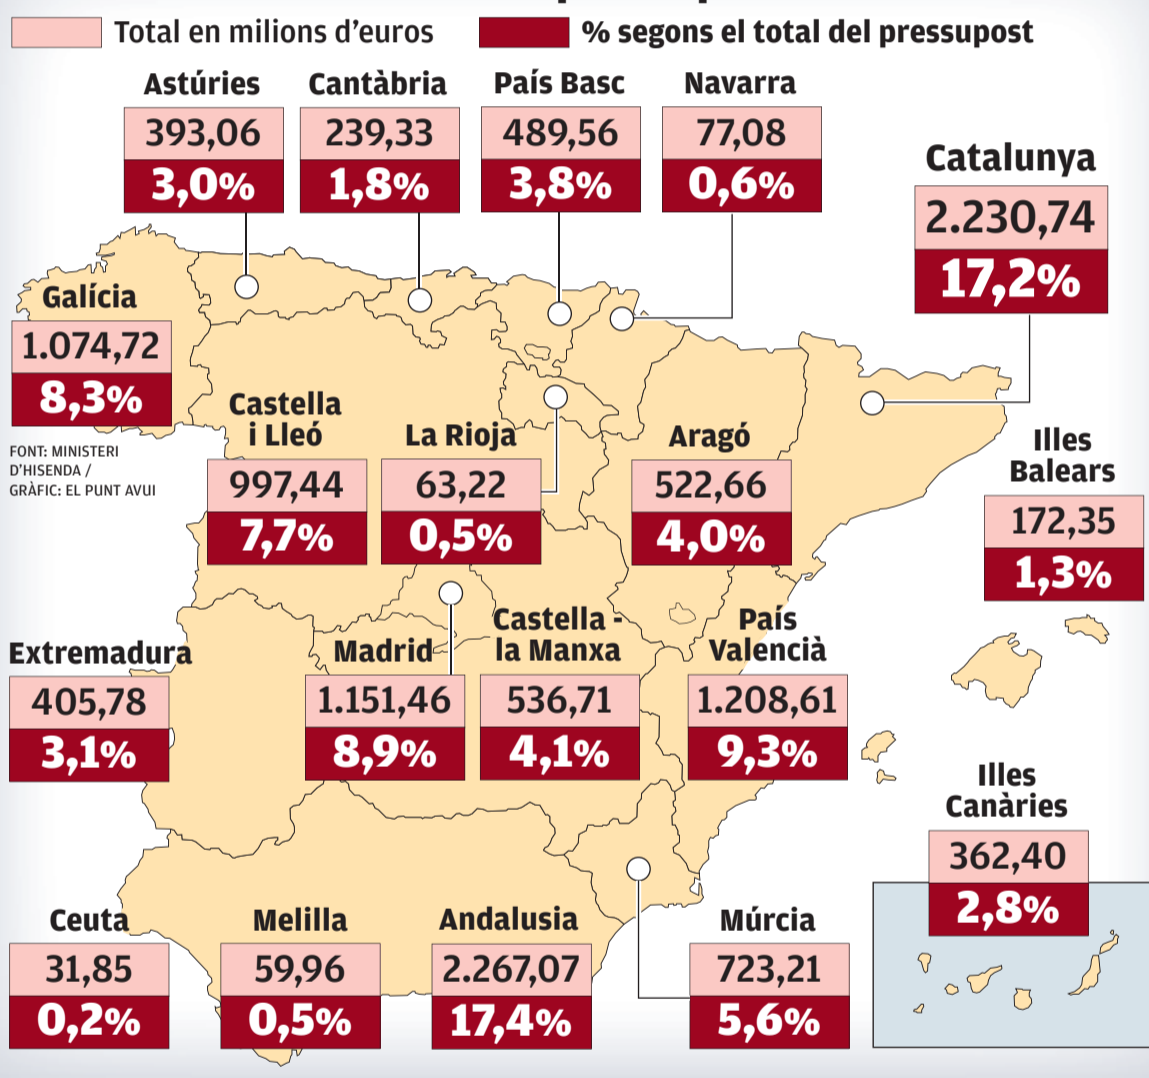 Total en milions d'euros
% segons el total del pressupost
Astúries
393,06
3,0%
Cantàbria
239,33
1,8%
País Basc
489,56
3,8%
Navarra
77,08
0,6%
Catalunya
2.230,74
17,2%
Galícia
1.074,72
8,3%
FONT: MINISTERI
D'HISENDA /
GRÀFIC: EL PUNT AVUI
Castella
i Lleó
997,44
7,7%
La Rioja
63,22
0,5%
Aragó
522,66
4,0%
Illes
Balears
172,35
1,3%
Extremadura
405,78
3,1%
Madrid
1.151,46
8,9%
Castella -
la Manxa
536,71
4,1%
País
Valencià
1.208,61
9,3%
Illes
Canàries
362,40
2,8%
Ceuta
31,85
0,2%
Melilla
59,96
0,5%
Andalusia
2.267,07
17,4%
Múrcia
723,21
5,6%